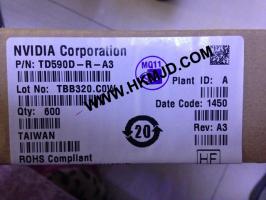 NVIDIA Corporation
P/N: TD590D-R-A3
MQ11
Plant ID: A
Lot No: TBB320.C0W
Date Code: 1450
Qty: 600
20
Rev: A3
TAIWAN
ROHS Compliant
HF
WWW.HKMJD.COM